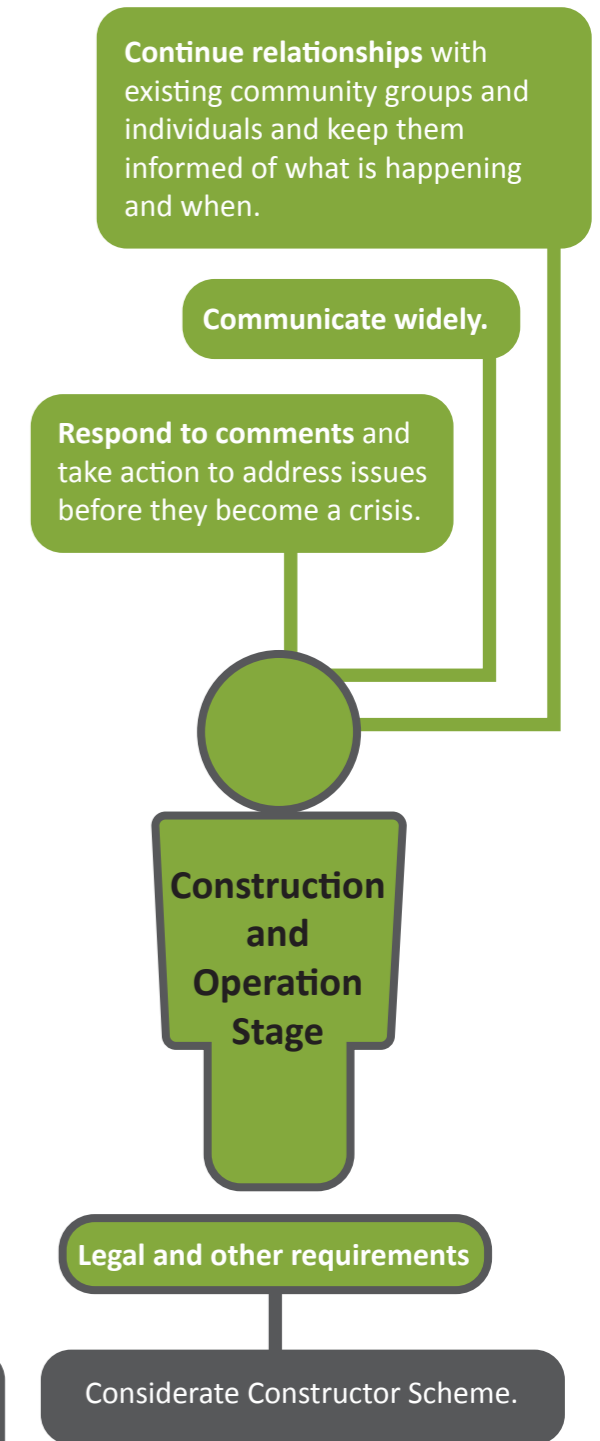 Continue relationships with
existing community groups and
individuals and keep them
informed of what is happening
and when.
Communicate widely.
Respond to comments and
take action to address issues
before they become a crisis.
Construction
and
Operation
Stage
Legal and other requirements
Considerate Constructor Scheme.